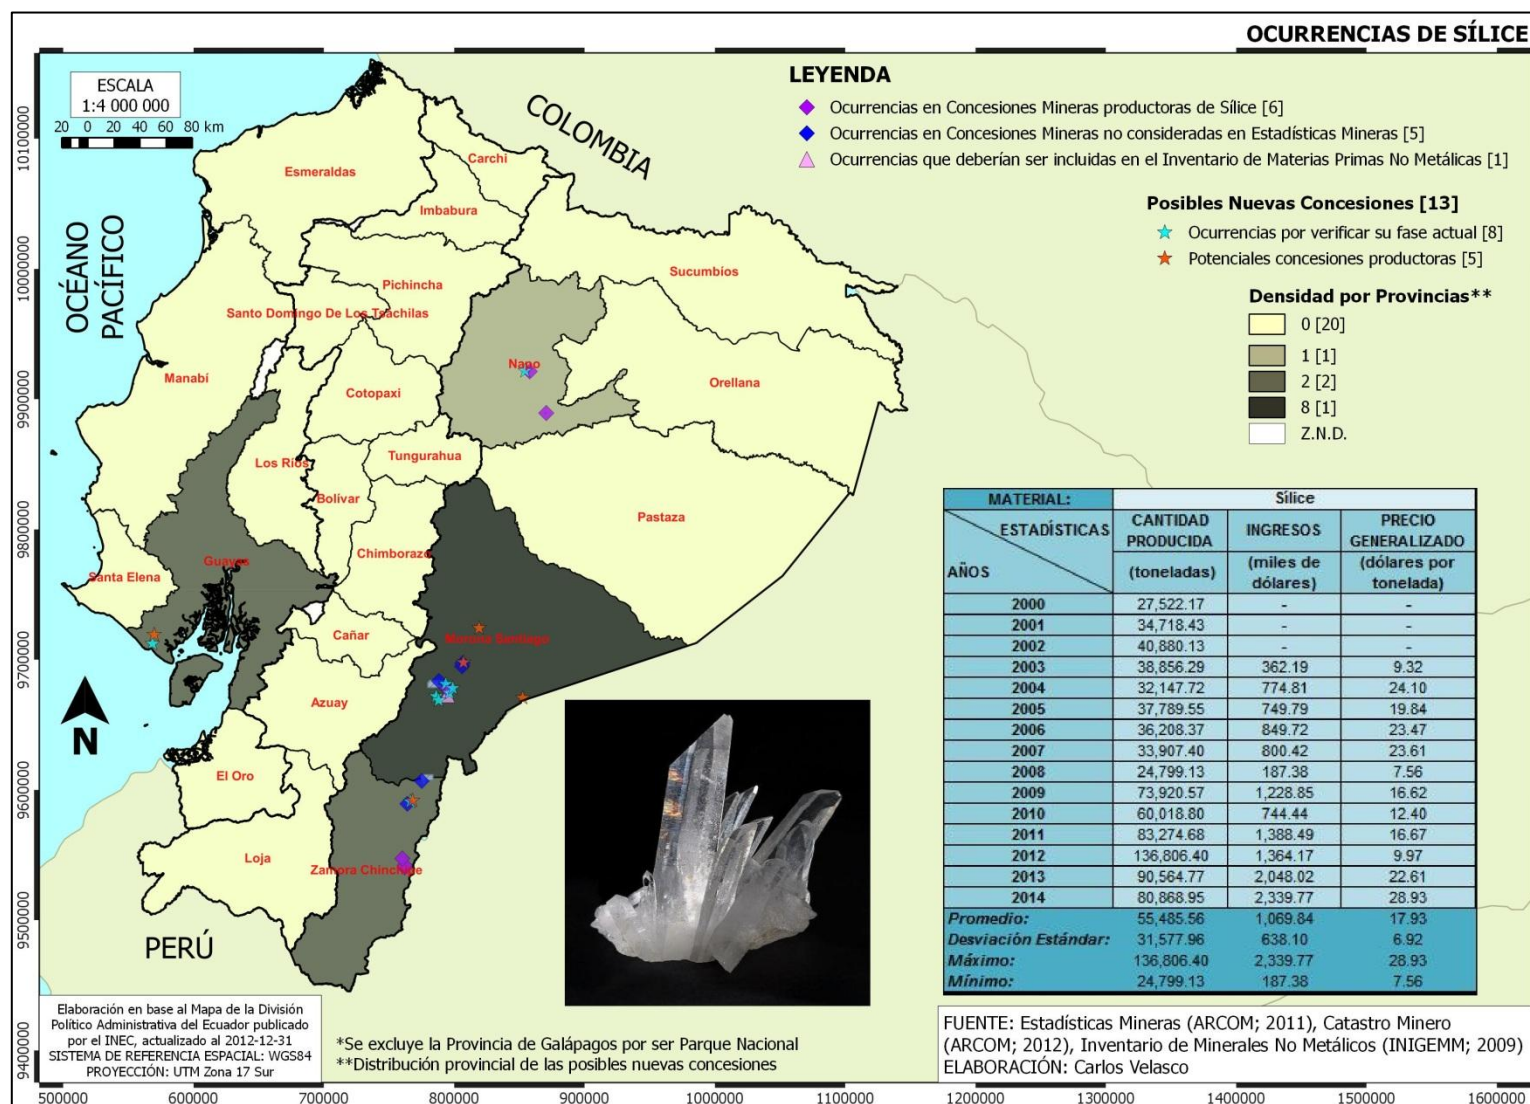 OCURRENCIAS DE SÍLICE
ESCALA
1:4 000 000
20 0 20 40 60 80 km
LEYENDA
Ocurrencias en Concesiones Mineras productoras de Sílice [6]
Ocurrencias en Concesiones Mineras no consideradas en Estadísticas Mineras [5]
Ocurrencias que deberían ser incluidas en el Inventario de Materias Primas No Metálicas [1]
Posibles Nuevas Concesiones [13]
Ocurrencias por verificar su fase actual [8]
Potenciales concesiones productoras [5]
Densidad por Provincias**
0 [20]
1 [1]
2 [2]
8 [1]
Z.N.D.
COLOMBIA
OCÉANO
PACÍFICO
PERÚ
N
Esmeraldas
Carchi
Imbabura
Sucumbíos
Pichincha
Santo Domingo De Los Tsáchilas
Napo
Orellana
Manabí
Cotopaxi
Los Ríos
Tungurahua
Bolívar
Pastaza
Chimborazo
Guayas
Santa Elena
Cañar
Morona Santiago
Azuay
El Oro
Loja
Zamora Chinchipe
MATERIAL: Sílice
ESTADÍSTICAS CANTIDAD PRODUCIDA INGRESOS PRECIO GENERALIZADO
AÑOS (toneladas) (miles de dólares) (dólares por tonelada)
2000 27,522.17 - -
2001 34,718.43 - -
2002 40,880.13 - -
2003 38,856.29 362.19 9.32
2004 32,147.72 774.81 24.10
2005 37,789.55 749.79 19.84
2006 36,208.37 849.72 23.47
2007 33,907.40 800.42 23.61
2008 24,799.13 187.38 7.56
2009 73,920.57 1,228.85 16.62
2010 60,018.80 744.44 12.40
2011 83,274.68 1,388.49 16.67
2012 136,806.40 1,364.17 9.97
2013 90,564.77 2,048.02 22.61
2014 80,868.95 2,339.77 28.93
Promedio: 55,485.56 1,069.84 17.93
Desviación Estándar: 31,577.96 638.10 6.92
Máximo: 136,806.40 2,339.77 28.93
Mínimo: 24,799.13 187.38 7.56
Elaboración en base al Mapa de la División
Político Administrativa del Ecuador publicado
por el INEC, actualizado al 2012-12-31
SISTEMA DE REFERENCIA ESPACIAL: WGS84
PROYECCIÓN: UTM Zona 17 Sur
*Se excluye la Provincia de Galápagos por ser Parque Nacional
**Distribución provincial de las posibles nuevas concesiones
FUENTE: Estadísticas Mineras (ARCOM; 2011), Catastro Minero
(ARCOM; 2012), Inventario de Minerales No Metálicos (INIGEMM; 2009)
ELABORACIÓN: Carlos Velasco
10100000
10000000
9900000
9800000
9700000
9600000
9500000
9400000
500000 600000 700000 800000 900000 1000000 1100000 1200000 1300000 1400000 1500000 1600000